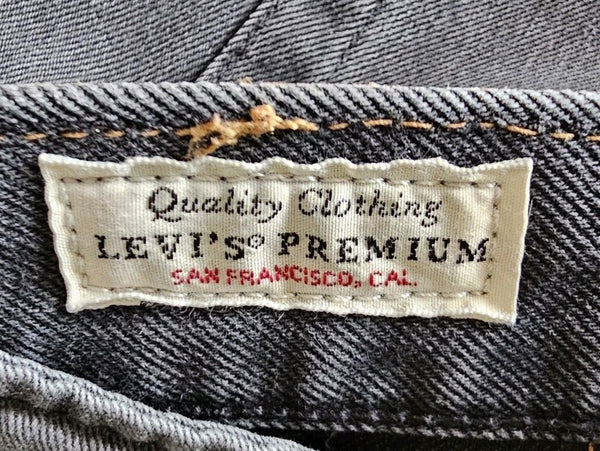 Quality Clothing
LEVI'S® PREMIUM
SAN FRANCISCO, CAL.